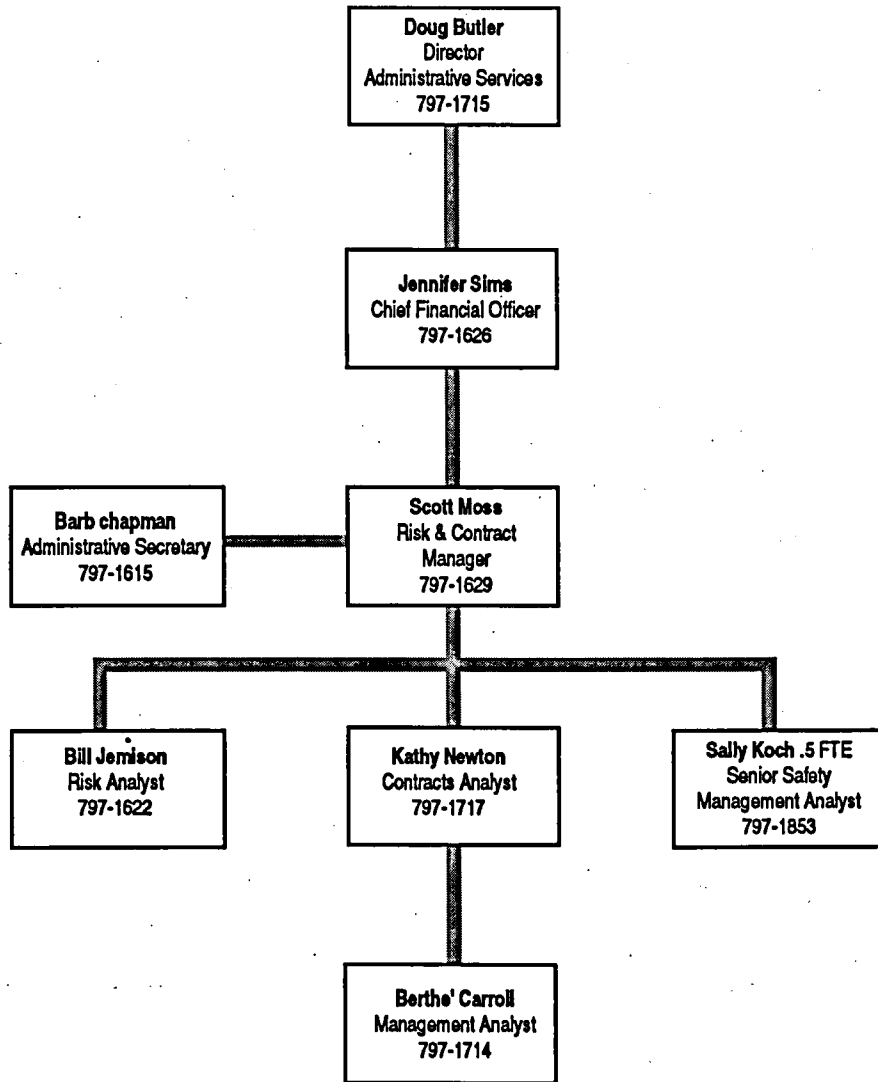 Doug Butler
Director
Administrative Services
797-1715
Jennifer Sims
Chief Financial Officer
797-1626
Barb chapman
Administrative Secretary
797-1615
Scott Moss
Risk & Contract
Manager
797-1629
Bill Jemison
Risk Analyst
797-1622
Kathy Newton
Contracts Analyst
797-1717
Sally Koch .5 FTE
Senior Safety
Management Analyst
797-1853
Berthe' Carroll
Management Analyst
797-1714